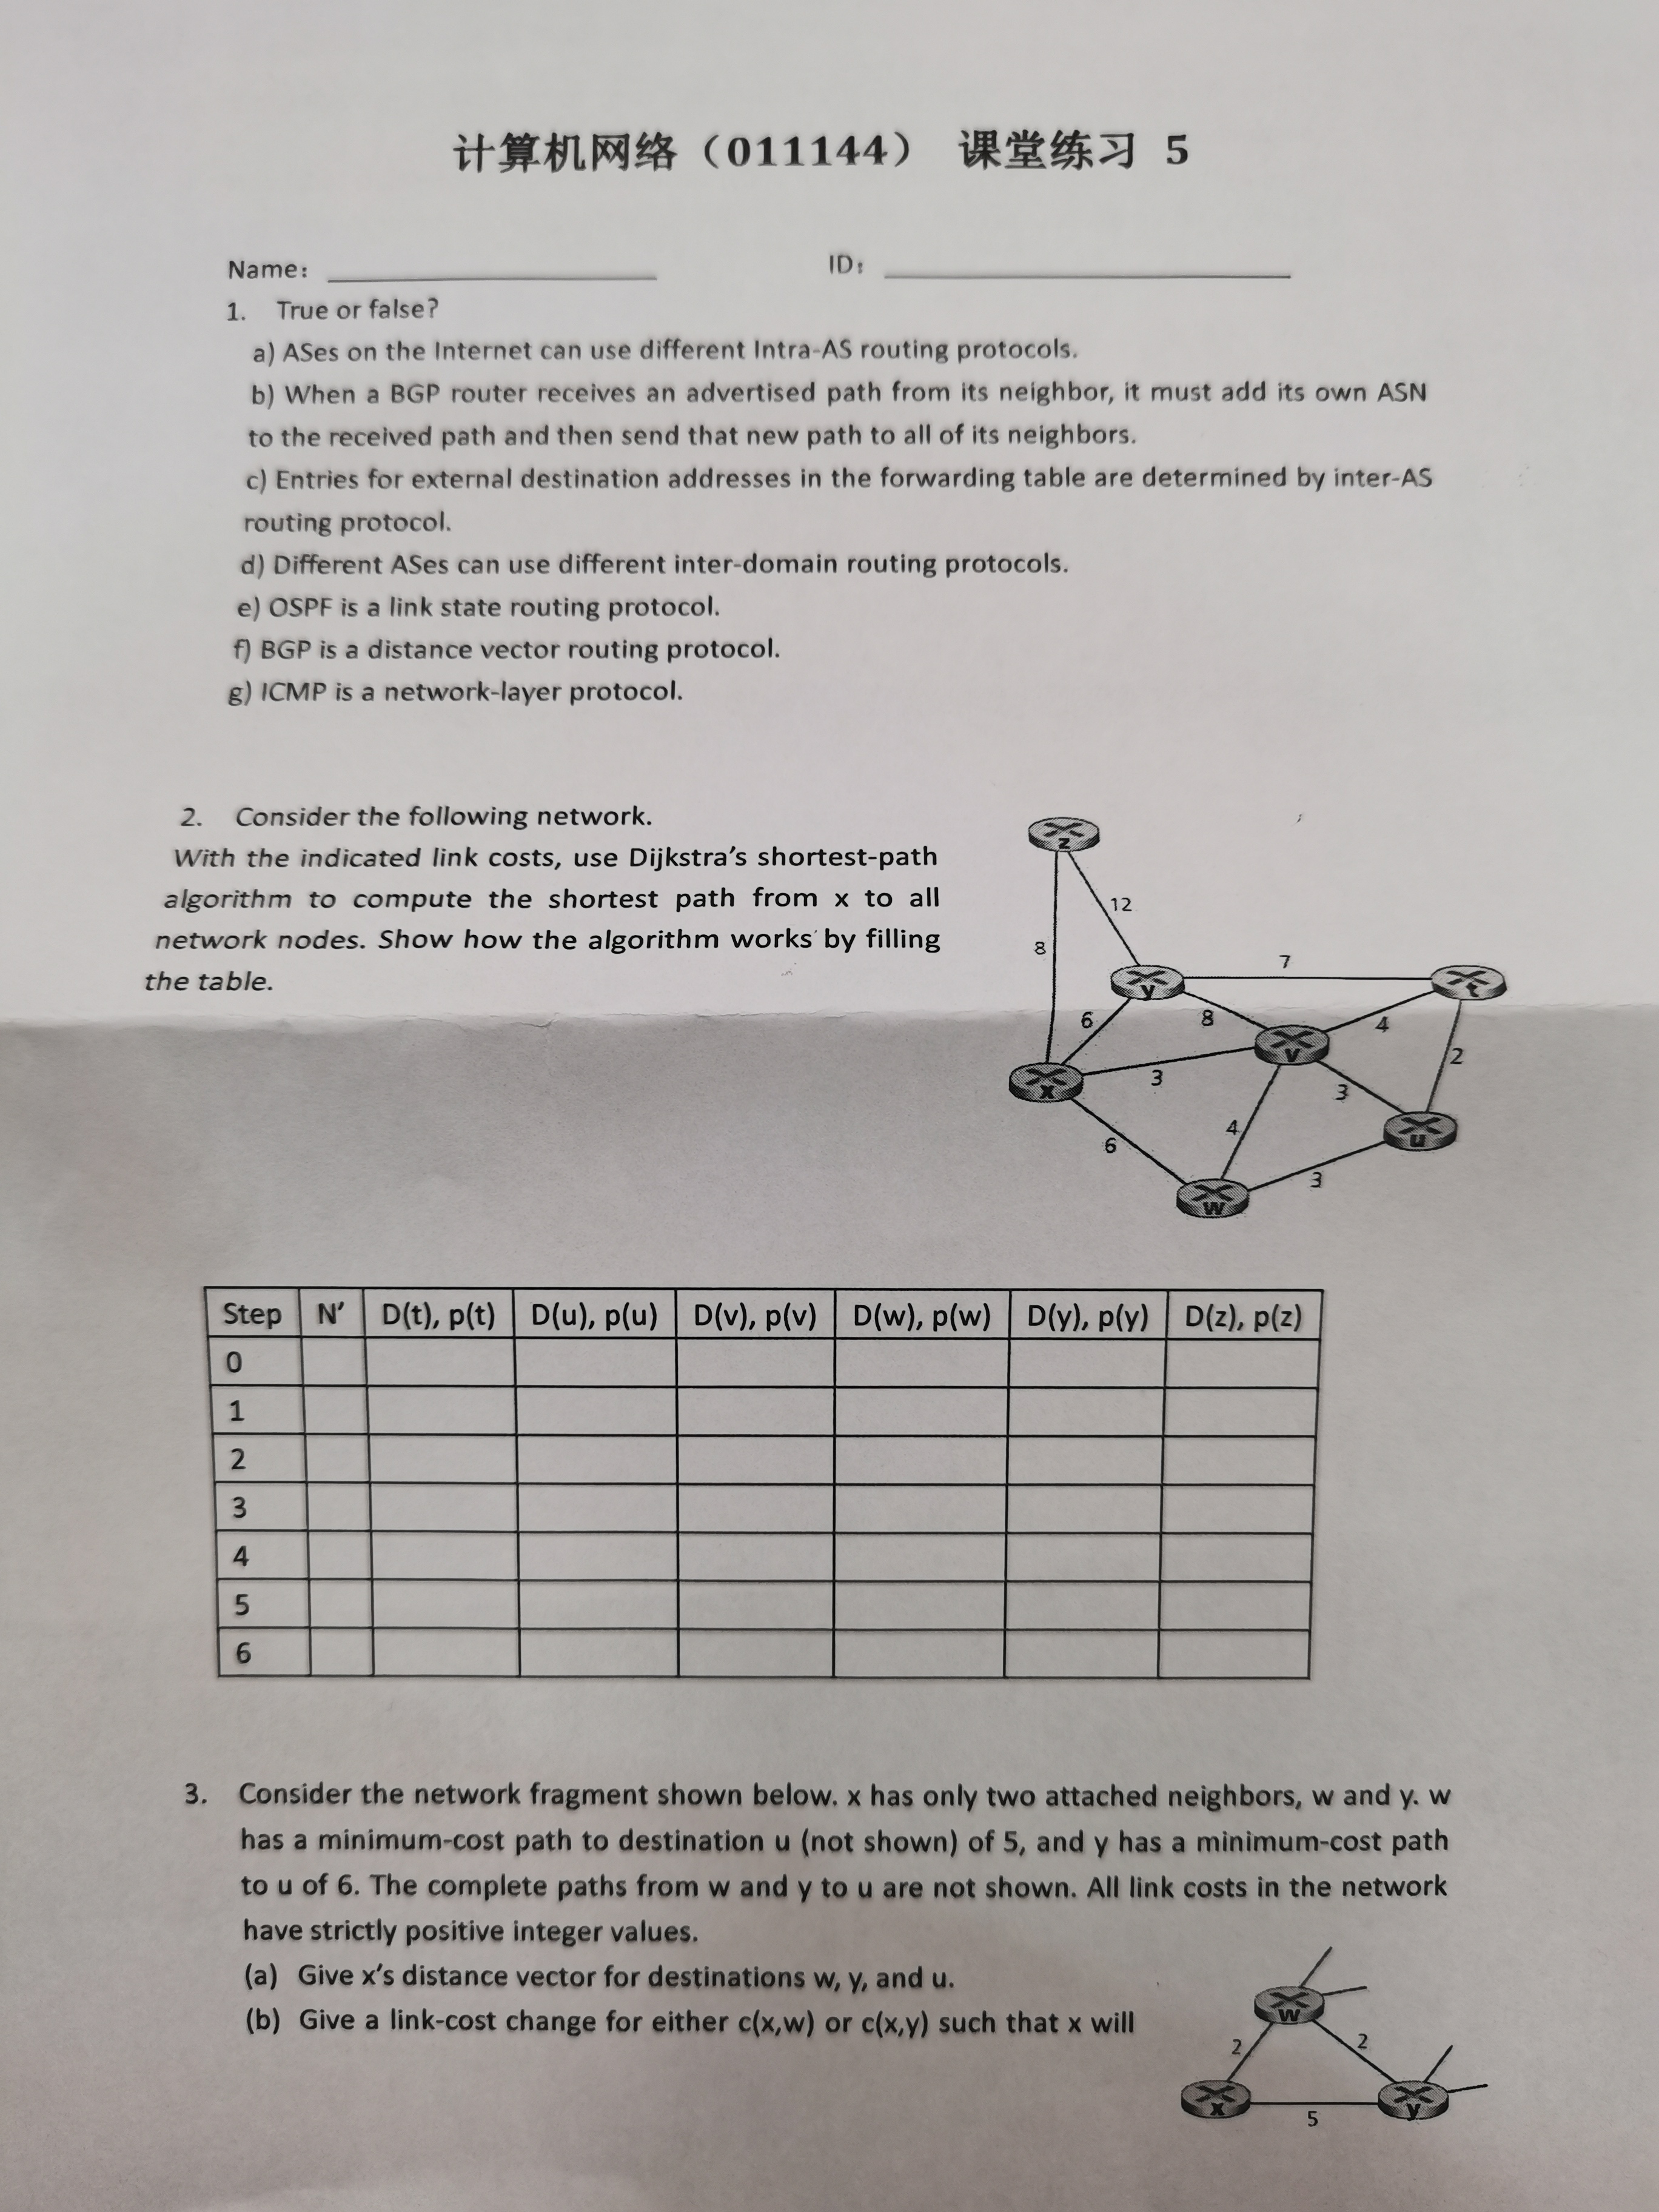 计算机网络（011144） 课堂练习 5
Name: ____________ ID: ____________
1. True or false?
a) ASes on the Internet can use different Intra-AS routing protocols.
b) When a BGP router receives an advertised path from its neighbor, it must add its own ASN
to the received path and then send that new path to all of its neighbors.
c) Entries for external destination addresses in the forwarding table are determined by inter-AS
routing protocol.
d) Different ASes can use different inter-domain routing protocols.
e) OSPF is a link state routing protocol.
f) BGP is a distance vector routing protocol.
g) ICMP is a network-layer protocol.
2. Consider the following network.
With the indicated link costs, use Dijkstra's shortest-path
algorithm to compute the shortest path from x to all
network nodes. Show how the algorithm works by filling
the table.
z
12
8
7
y
t
6
8
4
v
2
x
3
3
4
u
6
3
w
Step N' D(t), p(t) D(u), p(u) D(v), p(v) D(w), p(w) D(y), p(y) D(z), p(z)
0
1
2
3
4
5
6
3. Consider the network fragment shown below. x has only two attached neighbors, w and y. w
has a minimum-cost path to destination u (not shown) of 5, and y has a minimum-cost path
to u of 6. The complete paths from w and y to u are not shown. All link costs in the network
have strictly positive integer values.
(a) Give x's distance vector for destinations w, y, and u.
(b) Give a link-cost change for either c(x,w) or c(x,y) such that x will
w
2
2
x
y
5